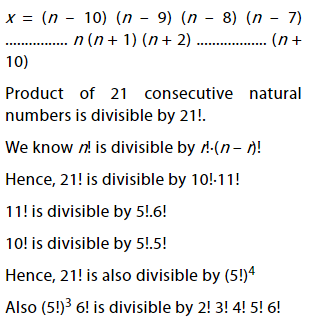 x = (n – 10) (n – 9) (n – 8) (n – 7)
................ n (n + 1) (n + 2) .................. (n +
10)
Product of 21 consecutive natural
numbers is divisible by 21!.
We know n! is divisible by r!·(n – r)!
Hence, 21! is divisible by 10!·11!
11! is divisible by 5!.6!
10! is divisible by 5!.5!
Hence, 21! is also divisible by (5!)⁴
Also (5!)³ 6! is divisible by 2! 3! 4! 5! 6!